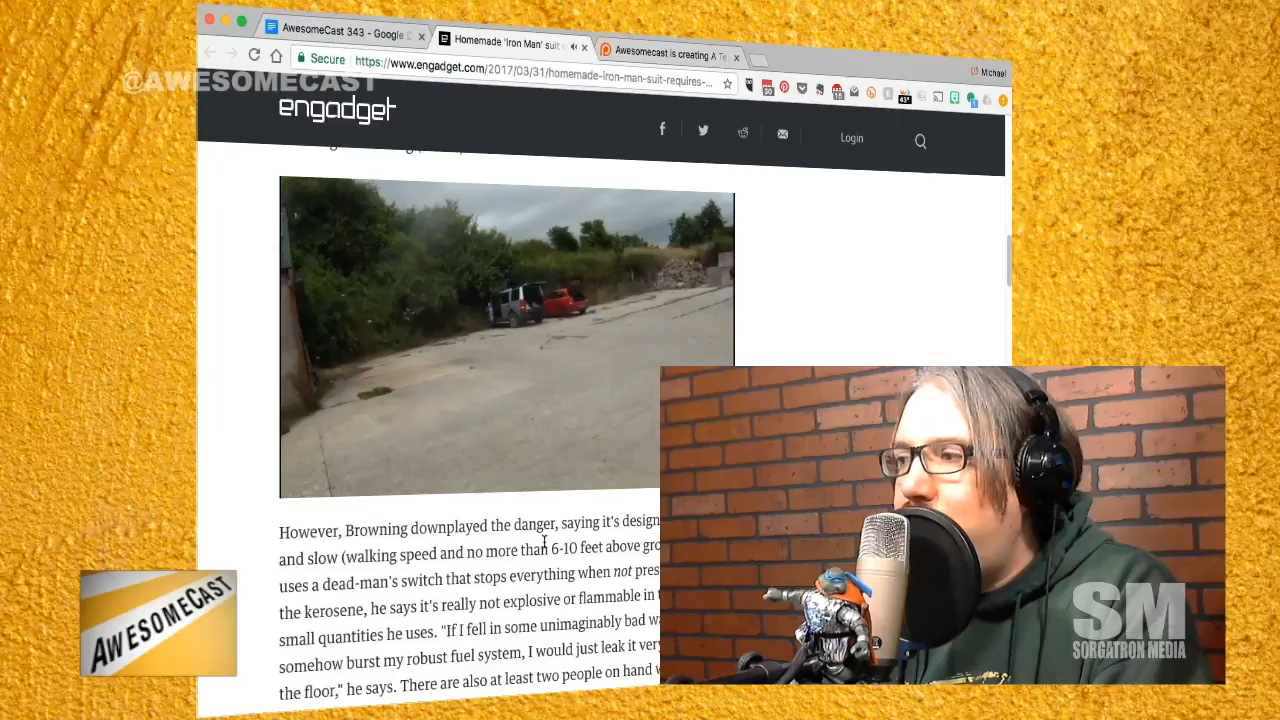 AwesomeCast 343 - Google D
Homemade 'Iron Man' suit
Awesomecast is creating A Te
Michael
Secure
https://www.engadget.com/2017/03/31/homemade-iron-man-suit-requires-...
@AWESOMECAST
engadget
Login
However, Browning downplayed the danger, saying it's design
and slow (walking speed and no more than 6-10 feet above gro
uses a dead-man's switch that stops everything when not pres
the kerosene, he says it's really not explosive or flammable in
small quantities he uses. "If I fell in some unimaginably bad w
somehow burst my robust fuel system, I would just leak it very
the floor," he says. There are also at least two people on hand w
AWESOMECAST
SM
SORGATRON MEDIA